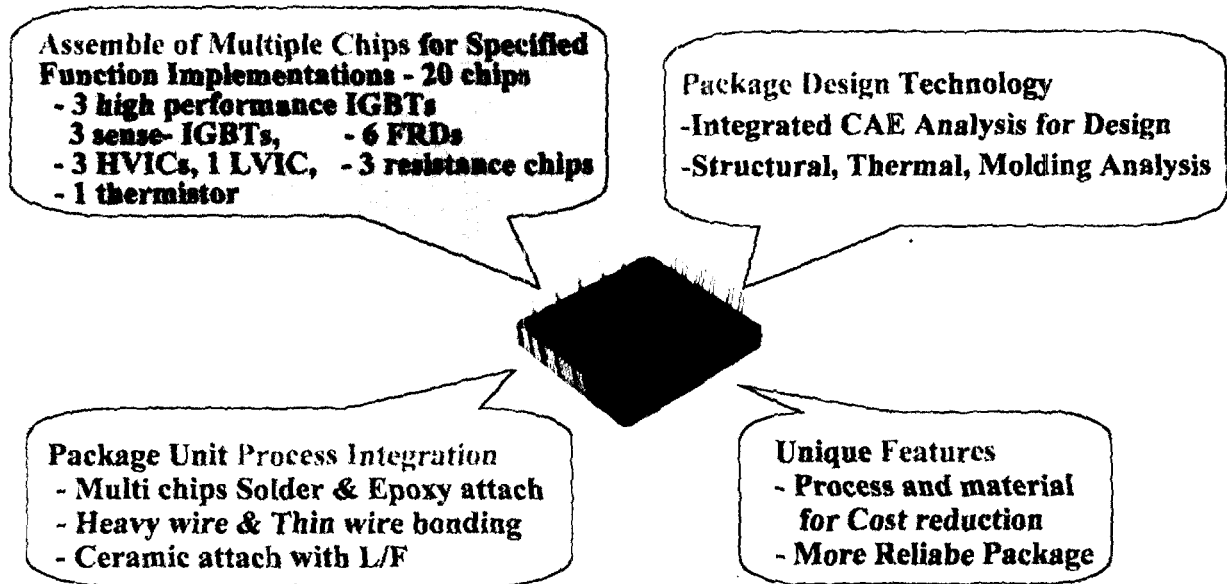 Assemble of Multiple Chips for Specified
Function Implementations - 20 chips
- 3 high performance IGBTs
3 sense- IGBTs, - 6 FRDs
- 3 HVICs, 1 LVIC, - 3 resistance chips
- 1 thermistor
Package Design Technology
-Integrated CAE Analysis for Design
-Structural, Thermal, Molding Analysis
Package Unit Process Integration
- Multi chips Solder & Epoxy attach
- Heavy wire & Thin wire bonding
- Ceramic attach with L/F
Unique Features
- Process and material
for Cost reduction
- More Reliabe Package